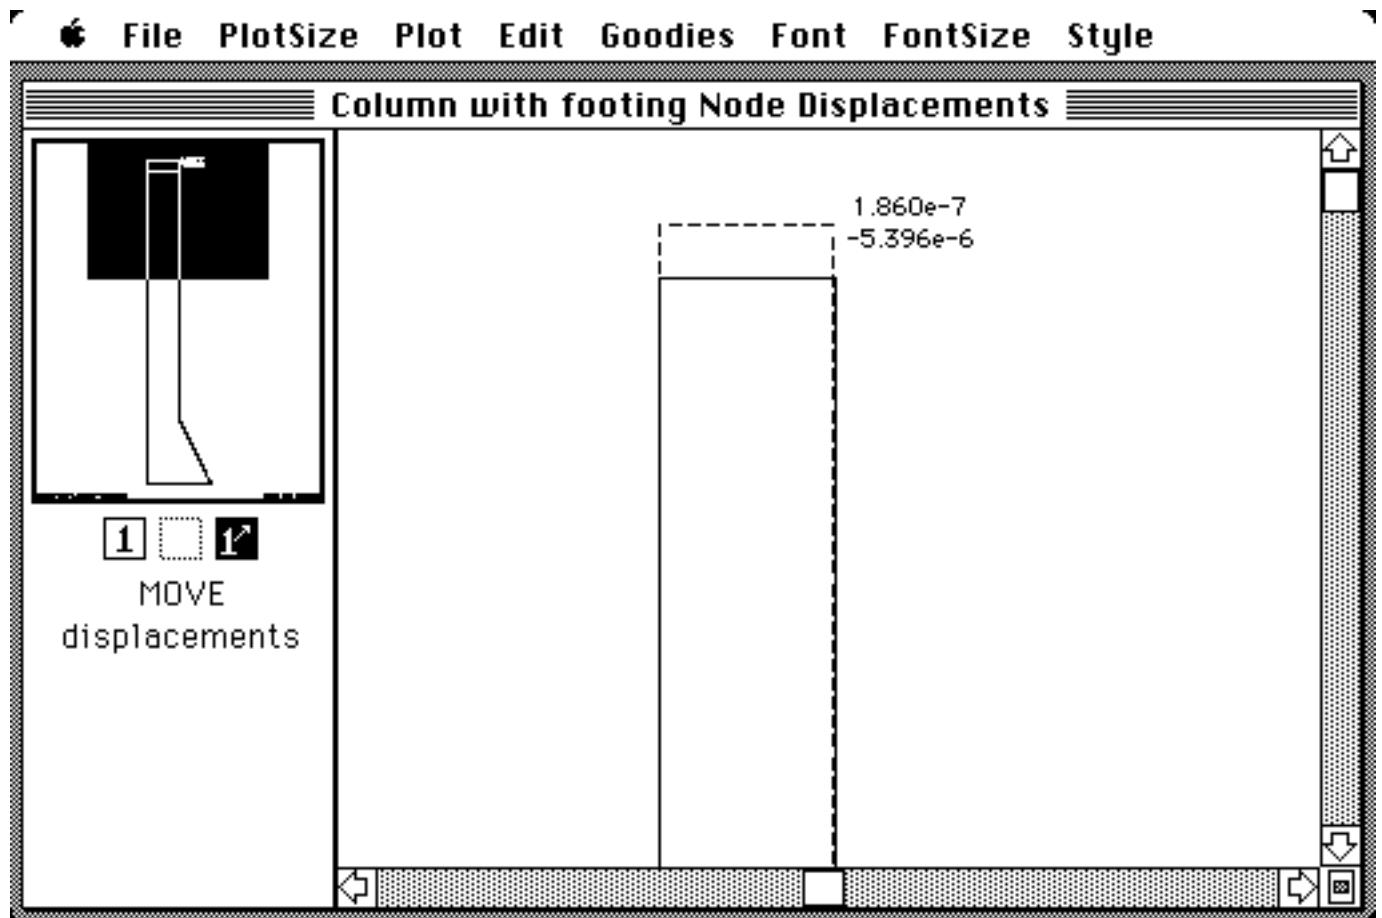 File PlotSize Plot Edit Goodies Font FontSize Style
Column with footing Node Displacements
1.860e-7
-5.396e-6
1 1
MOVE
displacements